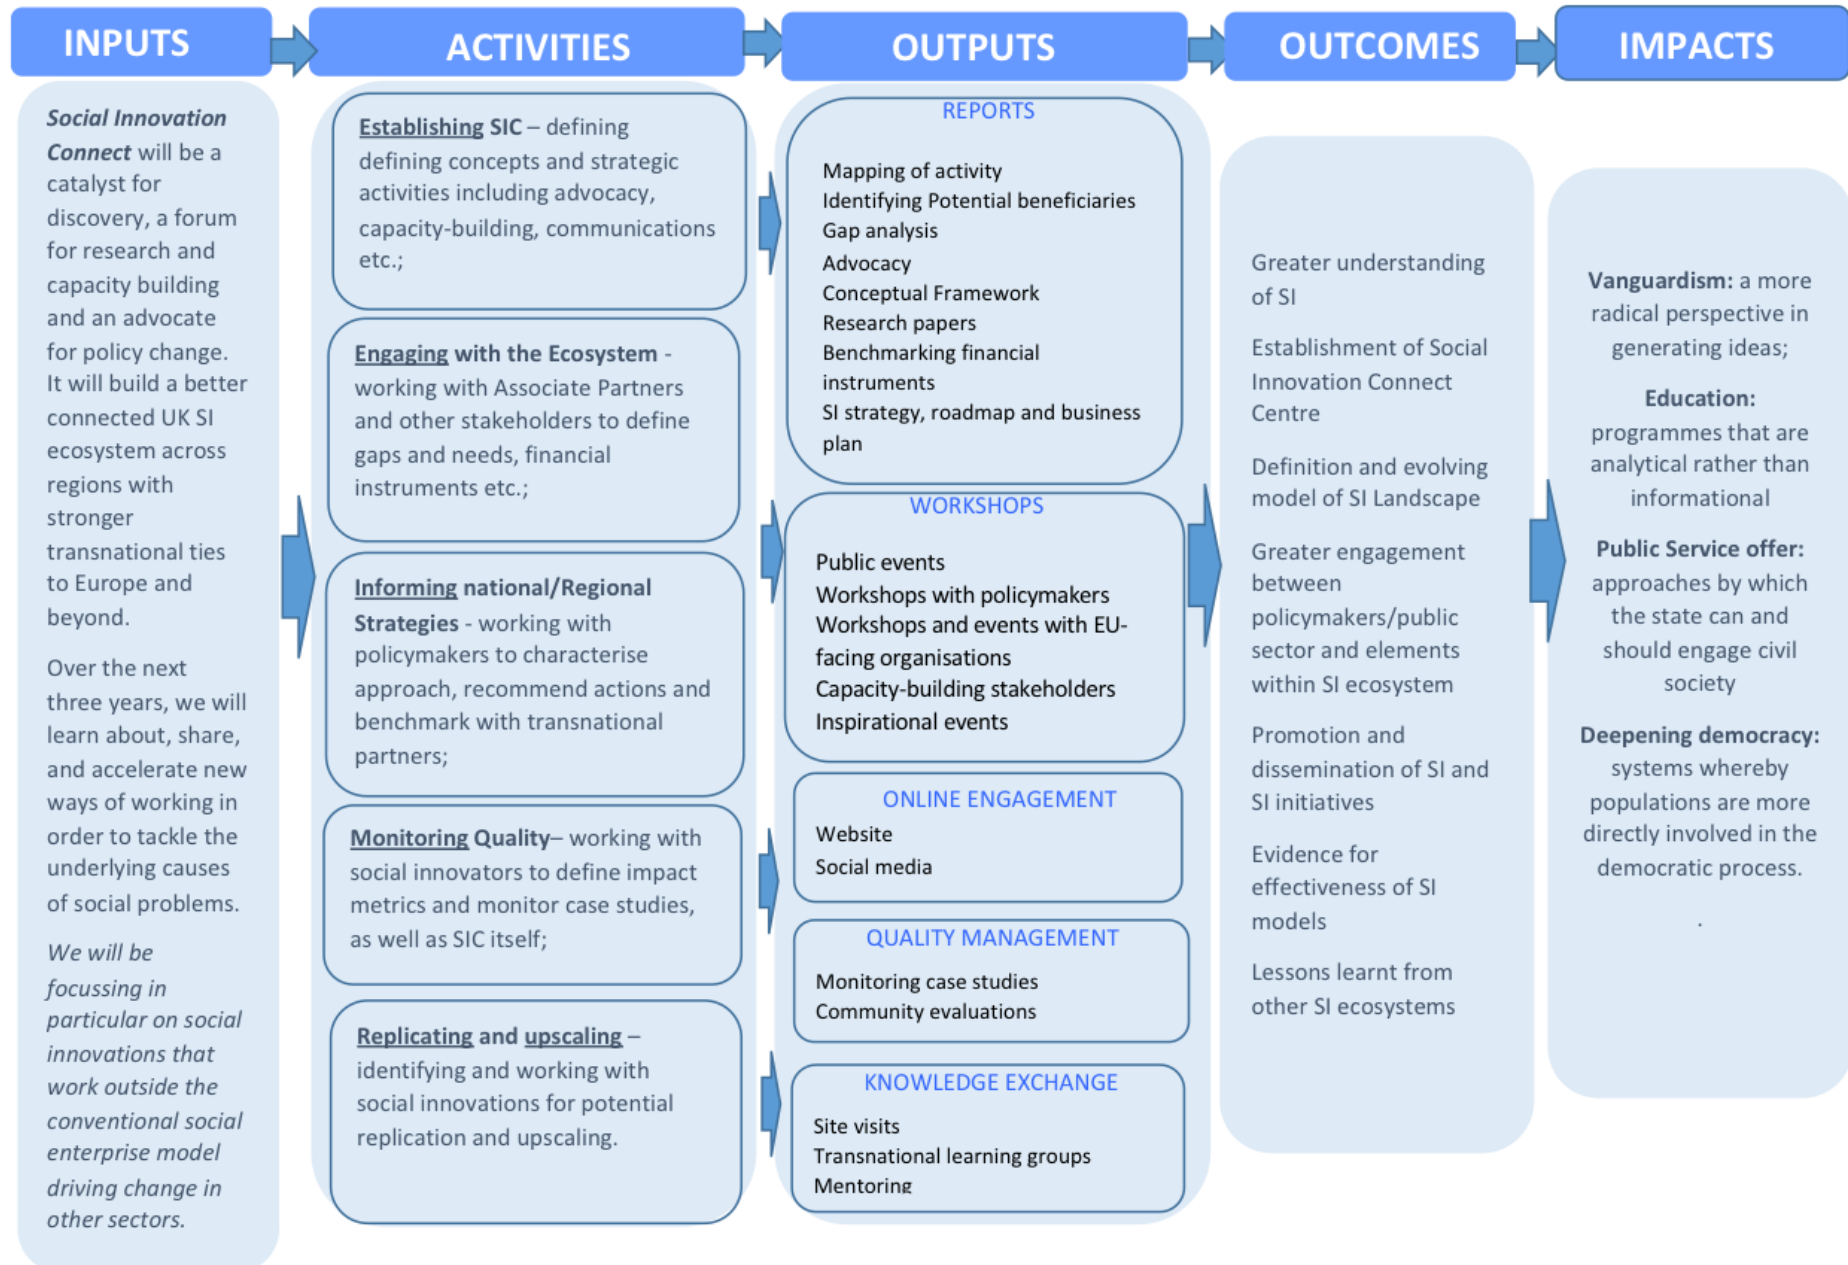 INPUTS
ACTIVITIES
OUTPUTS
OUTCOMES
IMPACTS
Social Innovation
Connect will be a
catalyst for
discovery, a forum
for research and
capacity building
and an advocate
for policy change.
It will build a better
connected UK SI
ecosystem across
regions with
stronger
transnational ties
to Europe and
beyond.
Over the next
three years, we will
learn about, share,
and accelerate new
ways of working in
order to tackle the
underlying causes
of social problems.
We will be
focussing in
particular on social
innovations that
work outside the
conventional social
enterprise model
driving change in
other sectors.
Establishing SIC – defining
defining concepts and strategic
activities including advocacy,
capacity-building, communications
etc.;
Engaging with the Ecosystem -
working with Associate Partners
and other stakeholders to define
gaps and needs, financial
instruments etc.;
Informing national/Regional
Strategies - working with
policymakers to characterise
approach, recommend actions and
benchmark with transnational
partners;
Monitoring Quality– working with
social innovators to define impact
metrics and monitor case studies,
as well as SIC itself;
Replicating and upscaling –
identifying and working with
social innovations for potential
replication and upscaling.
REPORTS
Mapping of activity
Identifying Potential beneficiaries
Gap analysis
Advocacy
Conceptual Framework
Research papers
Benchmarking financial
instruments
SI strategy, roadmap and business
plan
WORKSHOPS
Public events
Workshops with policymakers
Workshops and events with EU-
facing organisations
Capacity-building stakeholders
Inspirational events
ONLINE ENGAGEMENT
Website
Social media
QUALITY MANAGEMENT
Monitoring case studies
Community evaluations
KNOWLEDGE EXCHANGE
Site visits
Transnational learning groups
Mentoring
Greater understanding
of SI
Establishment of Social
Innovation Connect
Centre
Definition and evolving
model of SI Landscape
Greater engagement
between
policymakers/public
sector and elements
within SI ecosystem
Promotion and
dissemination of SI and
SI initiatives
Evidence for
effectiveness of SI
models
Lessons learnt from
other SI ecosystems
Vanguardism: a more
radical perspective in
generating ideas;
Education:
programmes that are
analytical rather than
informational
Public Service offer:
approaches by which
the state can and
should engage civil
society
Deepening democracy:
systems whereby
populations are more
directly involved in the
democratic process.
.